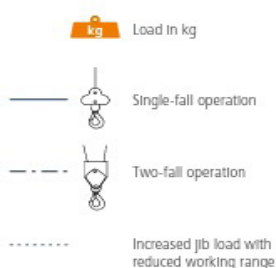 kg Load in kg
Single-fall operation
Two-fall operation
Increased jib load with
reduced working range